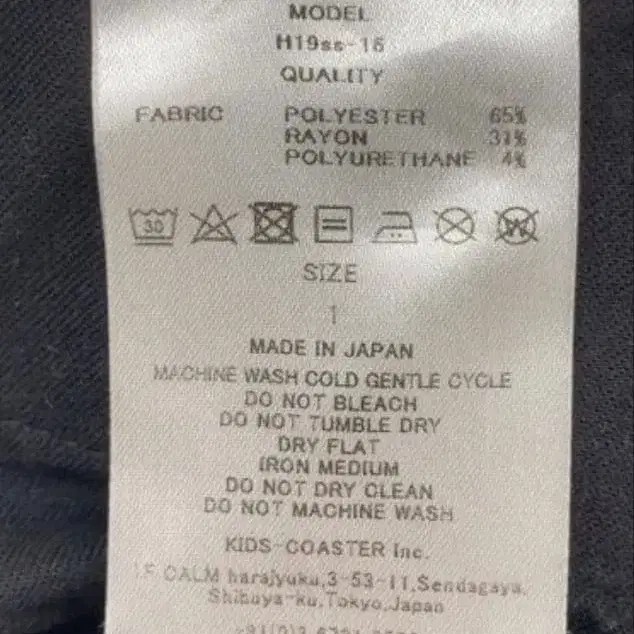 MODEL
H19ss-16
QUALITY
FABRIC POLYESTER 65%
RAYON 31%
POLYURETHANE 4%
30
W
SIZE
1
MADE IN JAPAN
MACHINE WASH COLD GENTLE CYCLE
DO NOT BLEACH
DO NOT TUMBLE DRY
DRY FLAT
IRON MEDIUM
DO NOT DRY CLEAN
DO NOT MACHINE WASH
KIDS-COASTER Inc.
CALM harajyuku,3-53-11,Sendagaya,
Shibuya-ku,Tokyo,Japan